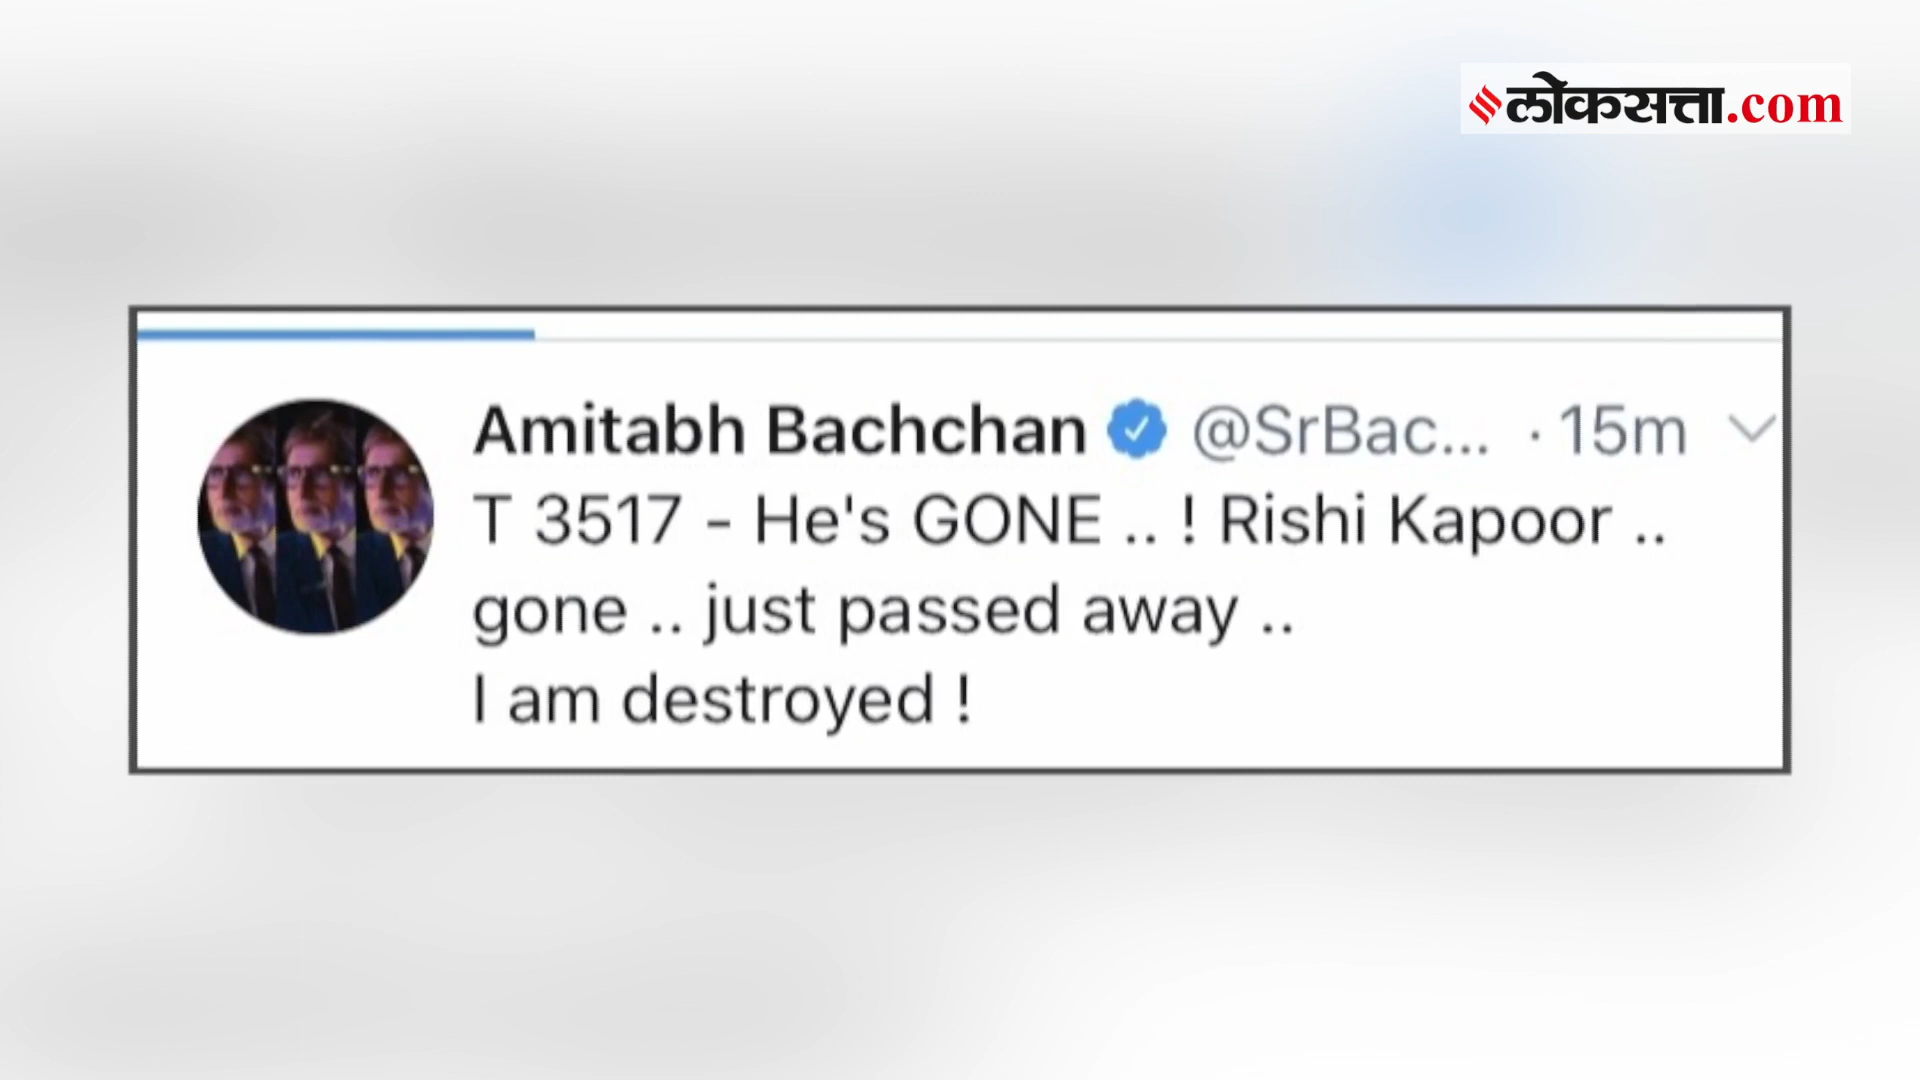 लोकसत्ता.com
Amitabh Bachchan @SrBac... · 15m
T 3517 - He's GONE .. ! Rishi Kapoor ..
gone .. just passed away ..
I am destroyed !